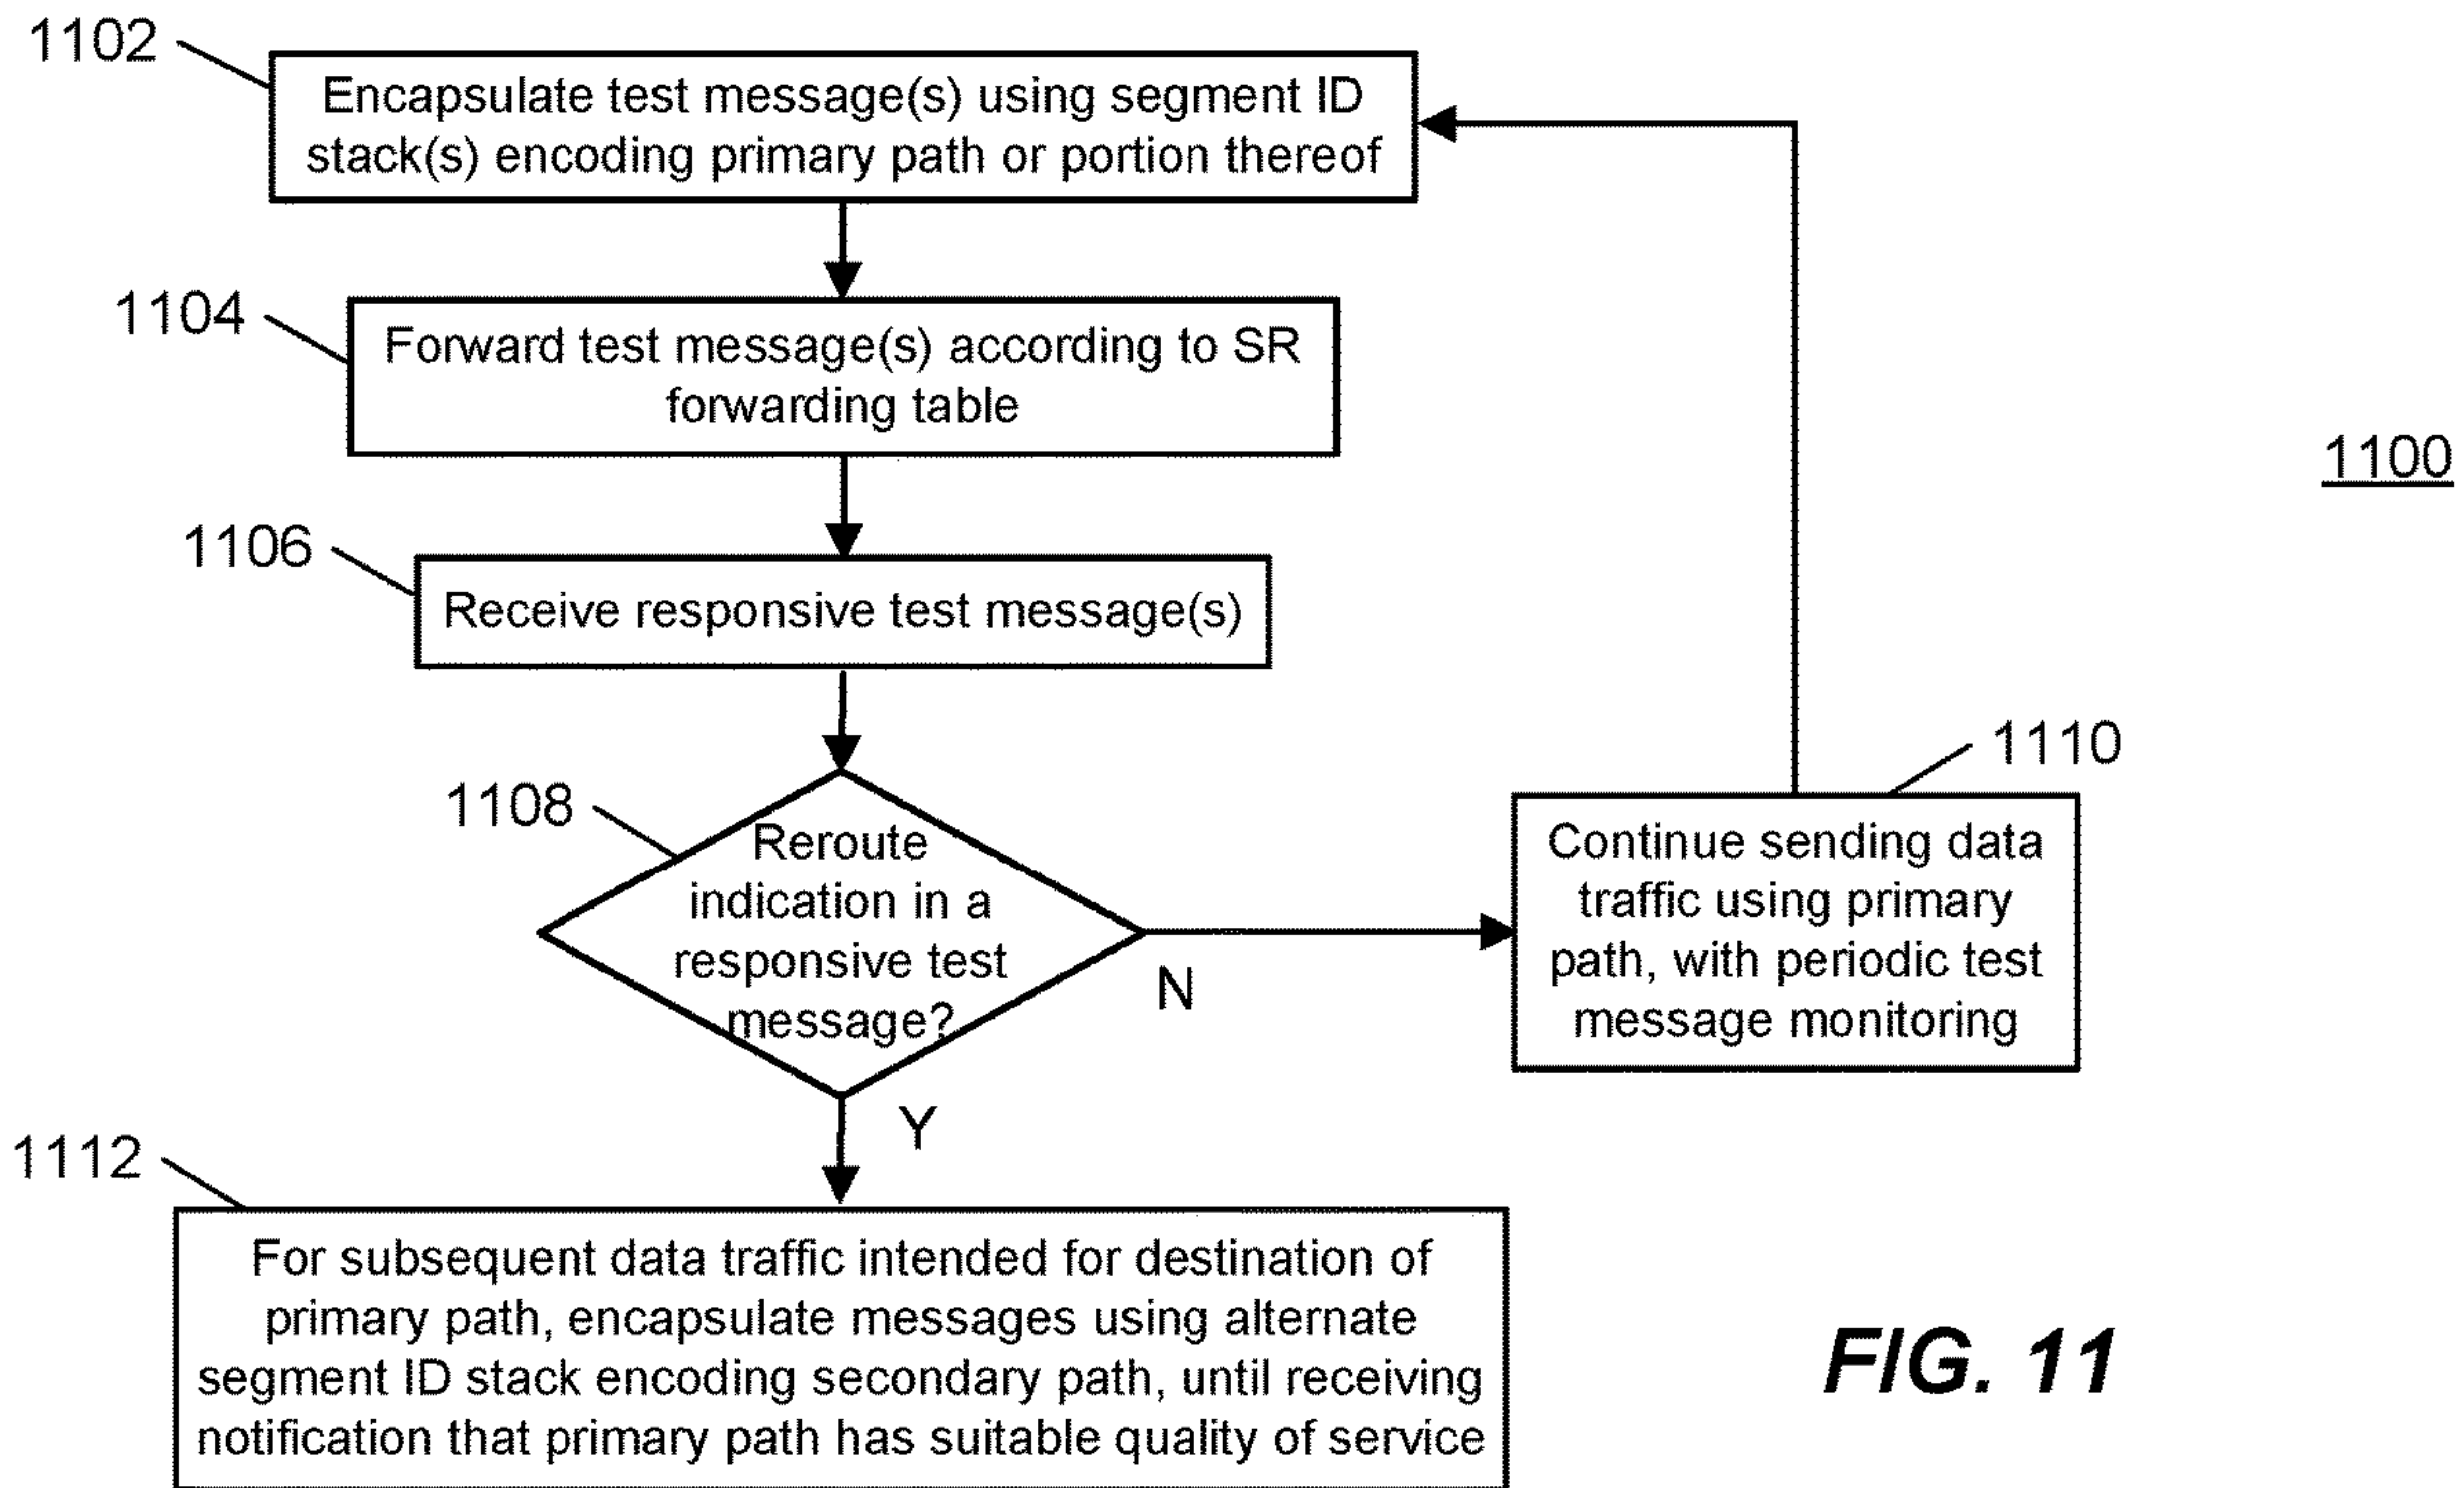 1102
Encapsulate test message(s) using segment ID
stack(s) encoding primary path or portion thereof
1104
Forward test message(s) according to SR
forwarding table
1100
1106
Receive responsive test message(s)
1108
Reroute
indication in a
responsive test
message?
N
Y
1110
Continue sending data
traffic using primary
path, with periodic test
message monitoring
1112
For subsequent data traffic intended for destination of
primary path, encapsulate messages using alternate
segment ID stack encoding secondary path, until receiving
notification that primary path has suitable quality of service
FIG. 11